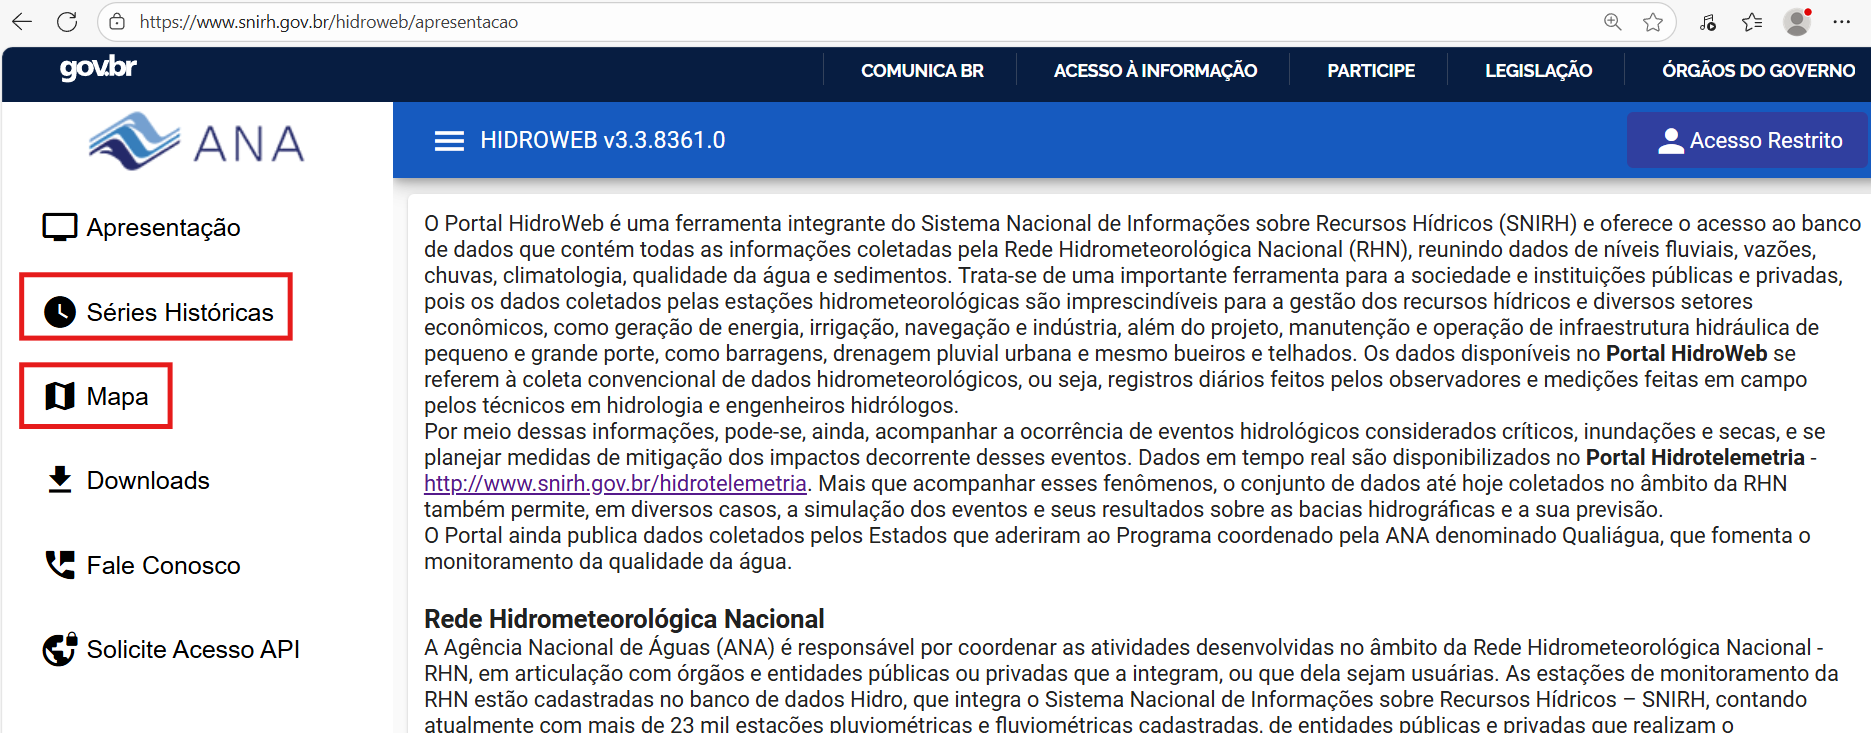 https://www.snirh.gov.br/hidroweb/apresentacao
gov.br
COMUNICA BR
ACESSO À INFORMAÇÃO
PARTICIPE
LEGISLAÇÃO
ÓRGÃOS DO GOVERNO
ANA
HIDROWEB v3.3.8361.0
Acesso Restrito
Apresentação
Séries Históricas
Mapa
Downloads
Fale Conosco
Solicite Acesso API
O Portal HidroWeb é uma ferramenta integrante do Sistema Nacional de Informações sobre Recursos Hídricos (SNIRH) e oferece o acesso ao banco
de dados que contém todas as informações coletadas pela Rede Hidrometeorológica Nacional (RHN), reunindo dados de níveis fluviais, vazões,
chuvas, climatologia, qualidade da água e sedimentos. Trata-se de uma importante ferramenta para a sociedade e instituições públicas e privadas,
pois os dados coletados pelas estações hidrometeorológicas são imprescindíveis para a gestão dos recursos hídricos e diversos setores
econômicos, como geração de energia, irrigação, navegação e indústria, além do projeto, manutenção e operação de infraestrutura hidráulica de
pequeno e grande porte, como barragens, drenagem pluvial urbana e mesmo bueiros e telhados. Os dados disponíveis no Portal HidroWeb se
referem à coleta convencional de dados hidrometeorológicos, ou seja, registros diários feitos pelos observadores e medições feitas em campo
pelos técnicos em hidrologia e engenheiros hidrólogos.
Por meio dessas informações, pode-se, ainda, acompanhar a ocorrência de eventos hidrológicos considerados críticos, inundações e secas, e se
planejar medidas de mitigação dos impactos decorrente desses eventos. Dados em tempo real são disponibilizados no Portal Hidrotelemetria -
http://www.snirh.gov.br/hidrotelemetria. Mais que acompanhar esses fenômenos, o conjunto de dados até hoje coletados no âmbito da RHN
também permite, em diversos casos, a simulação dos eventos e seus resultados sobre as bacias hidrográficas e a sua previsão.
O Portal ainda publica dados coletados pelos Estados que aderiram ao Programa coordenado pela ANA denominado Qualiágua, que fomenta o
monitoramento da qualidade da água.
Rede Hidrometeorológica Nacional
A Agência Nacional de Águas (ANA) é responsável por coordenar as atividades desenvolvidas no âmbito da Rede Hidrometeorológica Nacional -
RHN, em articulação com órgãos e entidades públicas ou privadas que a integram, ou que dela sejam usuárias. As estações de monitoramento da
RHN estão cadastradas no banco de dados Hidro, que integra o Sistema Nacional de Informações sobre Recursos Hídricos – SNIRH, contando
atualmente com mais de 23 mil estações pluviométricas e fluviométricas cadastradas, de entidades públicas e privadas que realizam o